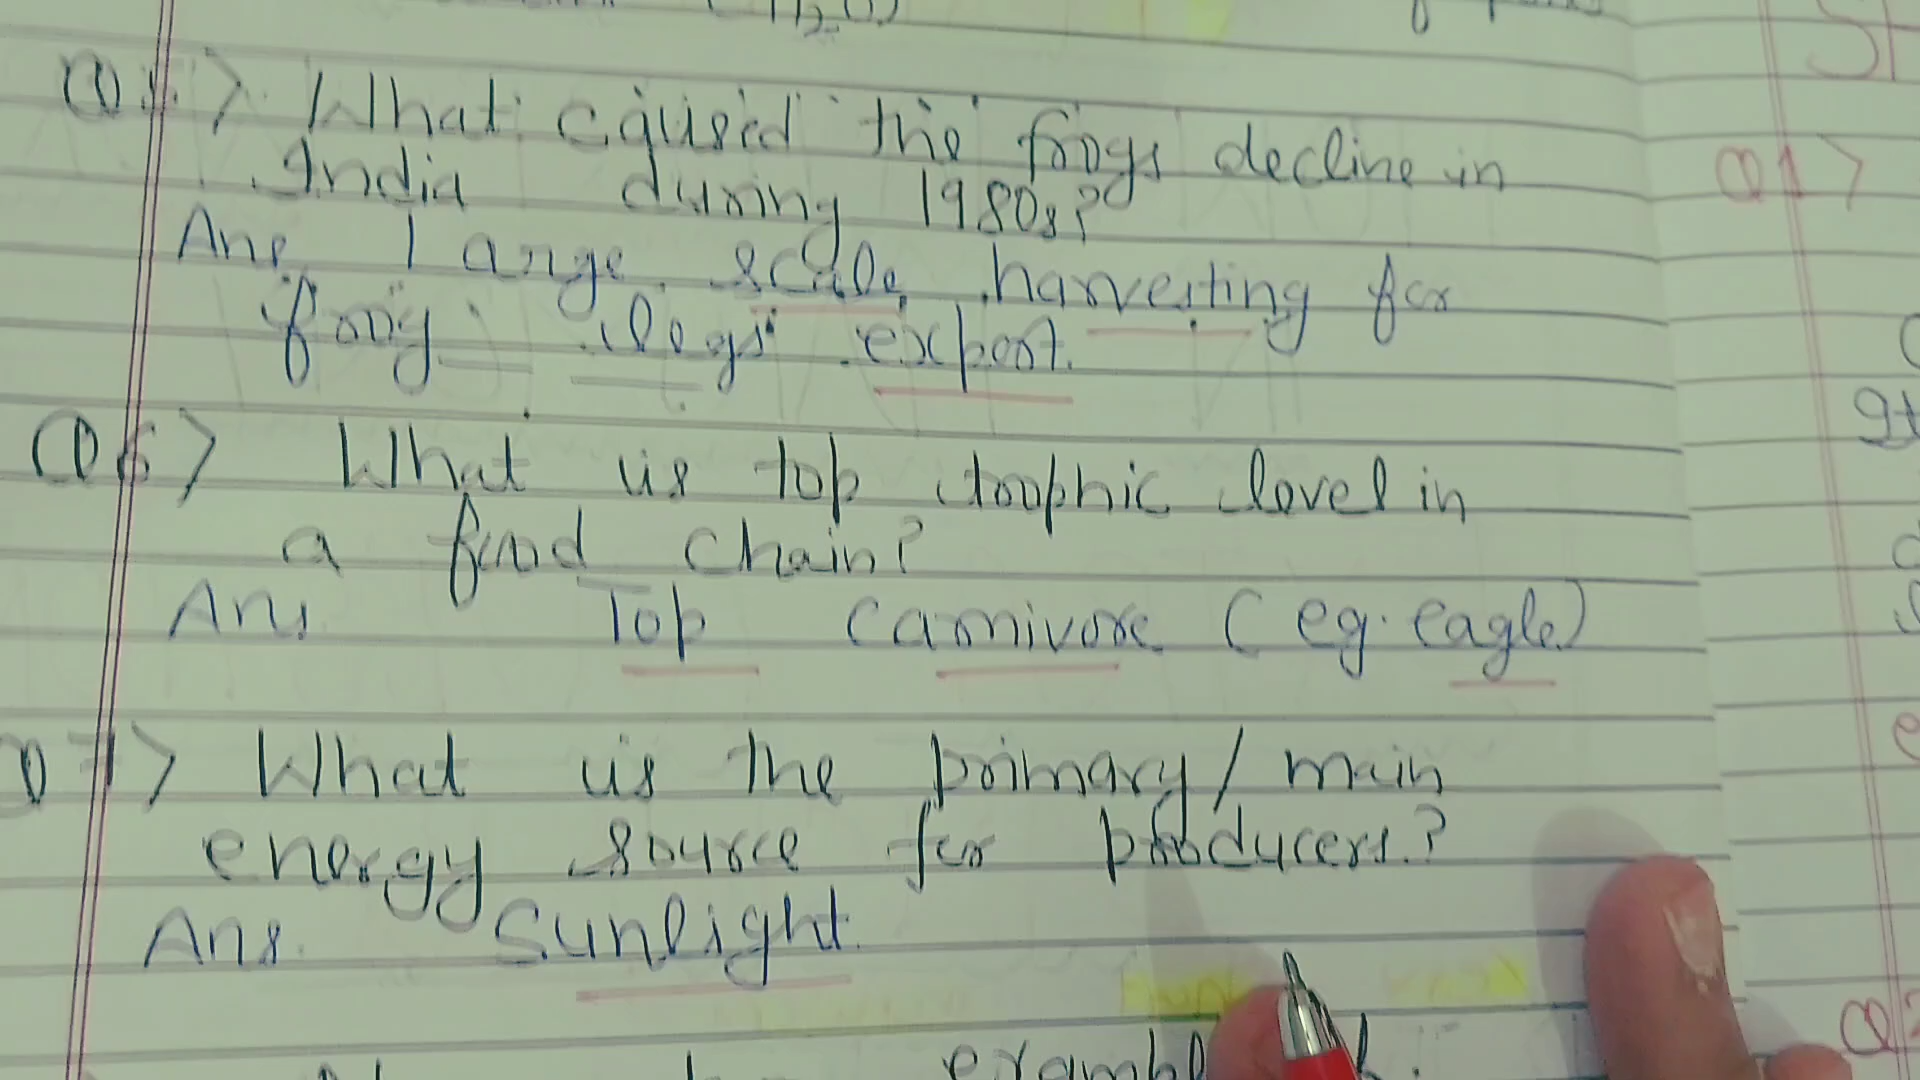 Q5> What caused the frogs decline in
India during 1980s?
Ans Large scale harvesting for
frog legs export.
Q6> What is top trophic level in
a food chain?
Ans Top Carnivore (eg. eagle)
Q7> What is the primary/main
energy source for producers.?
Ans. Sunlight.
Q1>